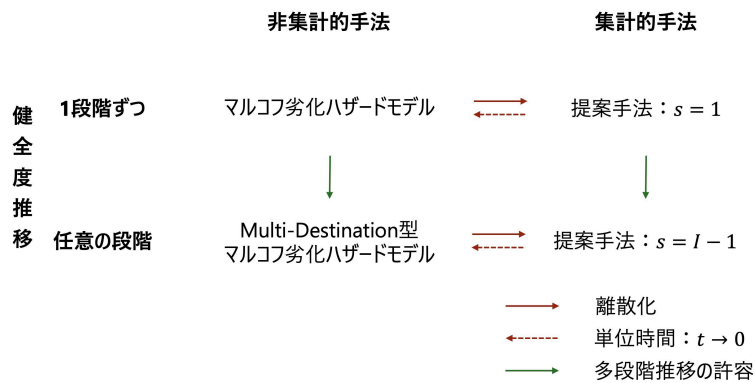 非集計的手法
集計的手法
健全度推移
1段階ずつ
マルコフ劣化ハザードモデル
提案手法：s = 1
任意の段階
Multi-Destination型
マルコフ劣化ハザードモデル
提案手法：s = I − 1
離散化
単位時間：t → 0
多段階推移の許容